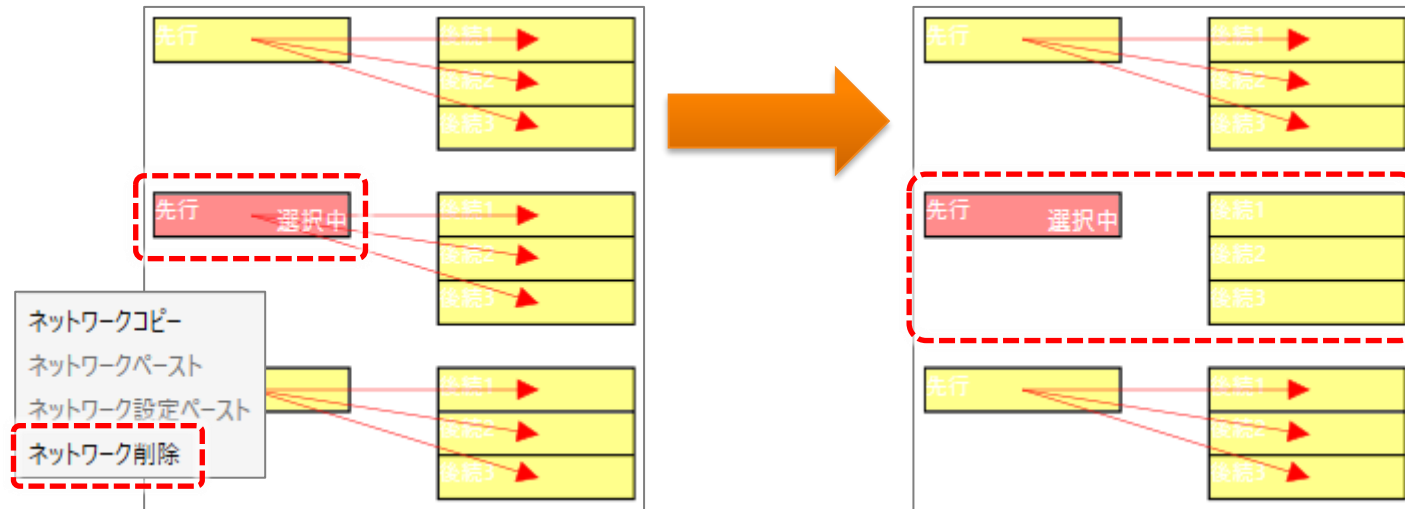 先行
後続1
後続2
後続3
先行 選択中
後続1
後続2
後続3
ネットワークコピー
ネットワークペースト
ネットワーク設定ペースト
ネットワーク削除
後続1
後続2
後続3
先行
後続1
後続2
後続3
先行 選択中
後続1
後続2
後続3
先行
後続1
後続2
後続3